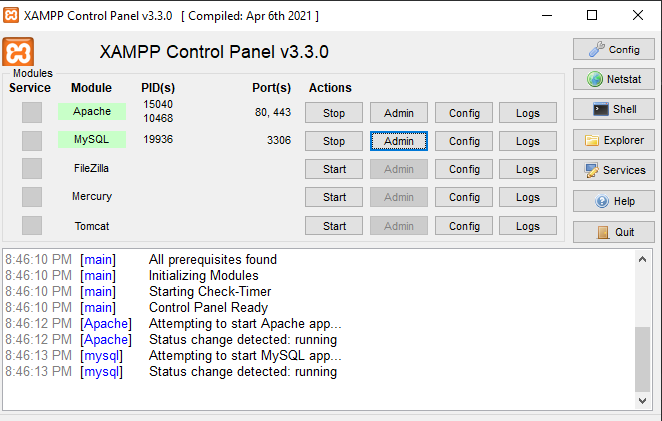 XAMPP Control Panel v3.3.0 [ Compiled: Apr 6th 2021 ]
XAMPP Control Panel v3.3.0
Config
Modules
Service Module PID(s) Port(s) Actions
Netstat
Apache 15040 10468 80, 443 Stop Admin Config Logs
Shell
MySQL 19936 3306 Stop Admin Config Logs
Explorer
FileZilla Start Admin Config Logs
Services
Mercury Start Admin Config Logs
Help
Tomcat Start Admin Config Logs
Quit
8:46:10 PM [main] All prerequisites found
8:46:10 PM [main] Initializing Modules
8:46:10 PM [main] Starting Check-Timer
8:46:10 PM [main] Control Panel Ready
8:46:12 PM [Apache] Attempting to start Apache app...
8:46:12 PM [Apache] Status change detected: running
8:46:13 PM [mysql] Attempting to start MySQL app...
8:46:13 PM [mysql] Status change detected: running